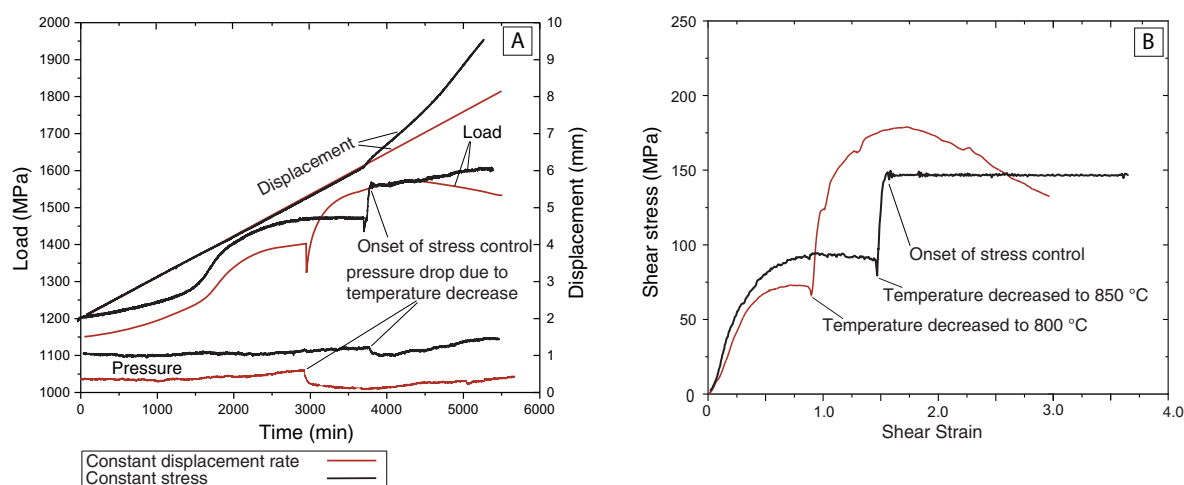 A
2000
1900
1800
1700
1600
1500
1400
1300
1200
1100
1000
Load (MPa)
10
9
8
7
6
5
4
3
2
1
0
Displacement (mm)
Displacement
Load
Onset of stress control
pressure drop due to
temperature decrease
Pressure
0
1000
2000
3000
4000
5000
6000
Time (min)
Constant displacement rate
Constant stress
B
250
200
150
100
50
0
Shear stress (MPa)
Onset of stress control
Temperature decreased to 850 °C
Temperature decreased to 800 °C
0
1.0
2.0
3.0
4.0
Shear Strain